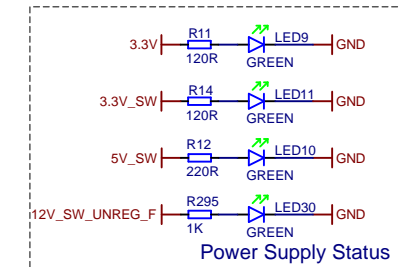 R11
3.3V
LED9
GND
120R
GREEN
R14
3.3V_SW
LED11
GND
120R
GREEN
R12
5V_SW
LED10
GND
220R
GREEN
R295
12V_SW_UNREG_F
LED30
GND
1K
GREEN
Power Supply Status